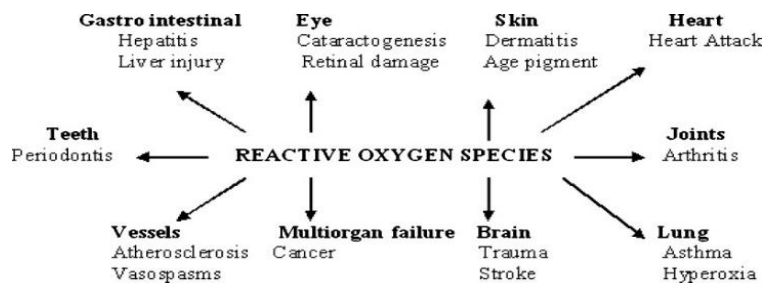 Gastro intestinal
Hepatitis
Liver injury
Eye
Cataractogenesis
Retinal damage
Skin
Dermatitis
Age pigment
Heart
Heart Attack
Teeth
Periodontis
REACTIVE OXYGEN SPECIES
Joints
Arthritis
Vessels
Atherosclerosis
Vasospasms
Multiorgan failure
Cancer
Brain
Trauma
Stroke
Lung
Asthma
Hyperoxia